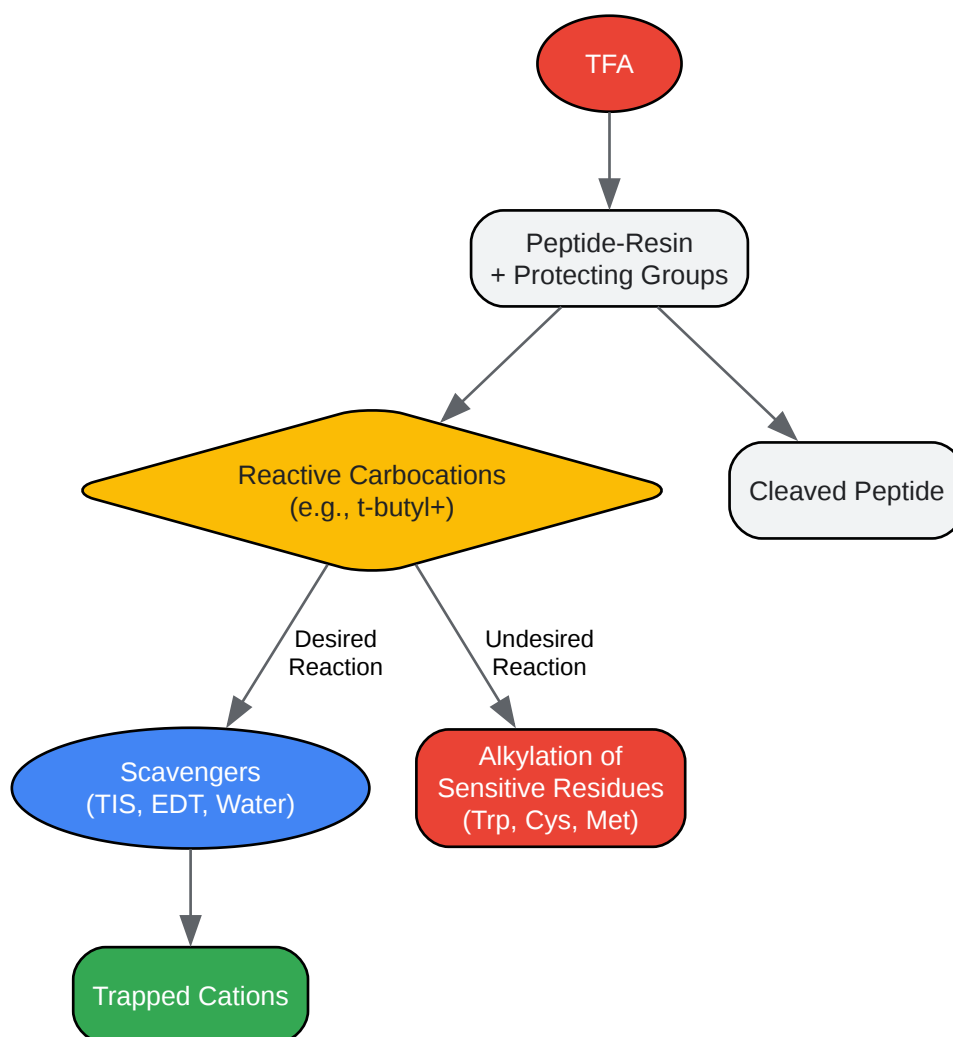 TFA
Peptide-Resin
+ Protecting Groups
Reactive Carbocations
(e.g., t-butyl+)
Cleaved Peptide
Desired
Reaction
Undesired
Reaction
Scavengers
(TIS, EDT, Water)
Alkylation of
Sensitive Residues
(Trp, Cys, Met)
Trapped Cations